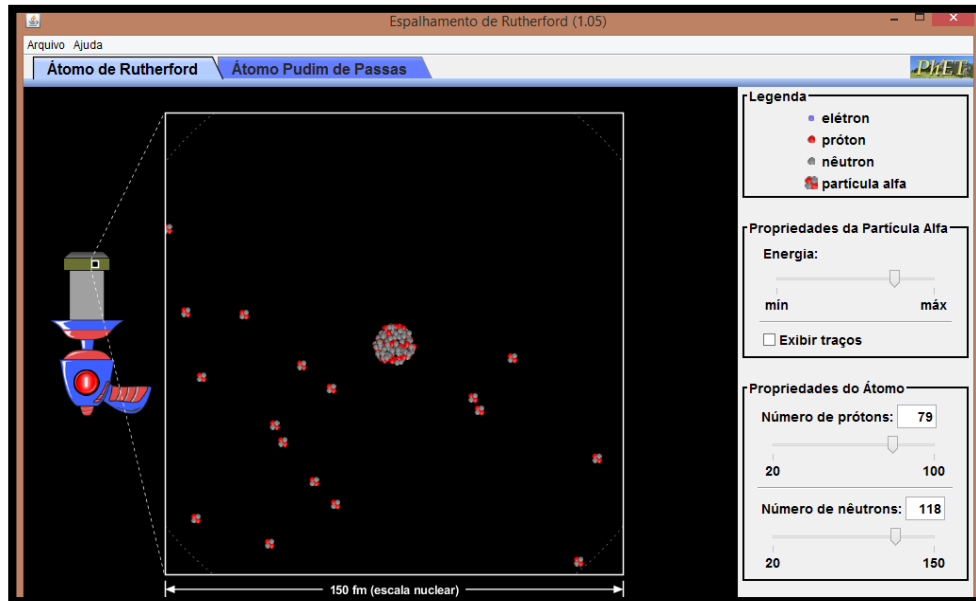 Espalhamento de Rutherford (1.05)
Arquivo Ajuda
Átomo de Rutherford
Átomo Pudim de Passas
PhET
Legenda
elétron
próton
nêutron
partícula alfa
Propriedades da Partícula Alfa
Energia:
mín máx
Exibir traços
Propriedades do Átomo
Número de prótons: 79
20 100
Número de nêutrons: 118
20 150
150 fm (escala nuclear)